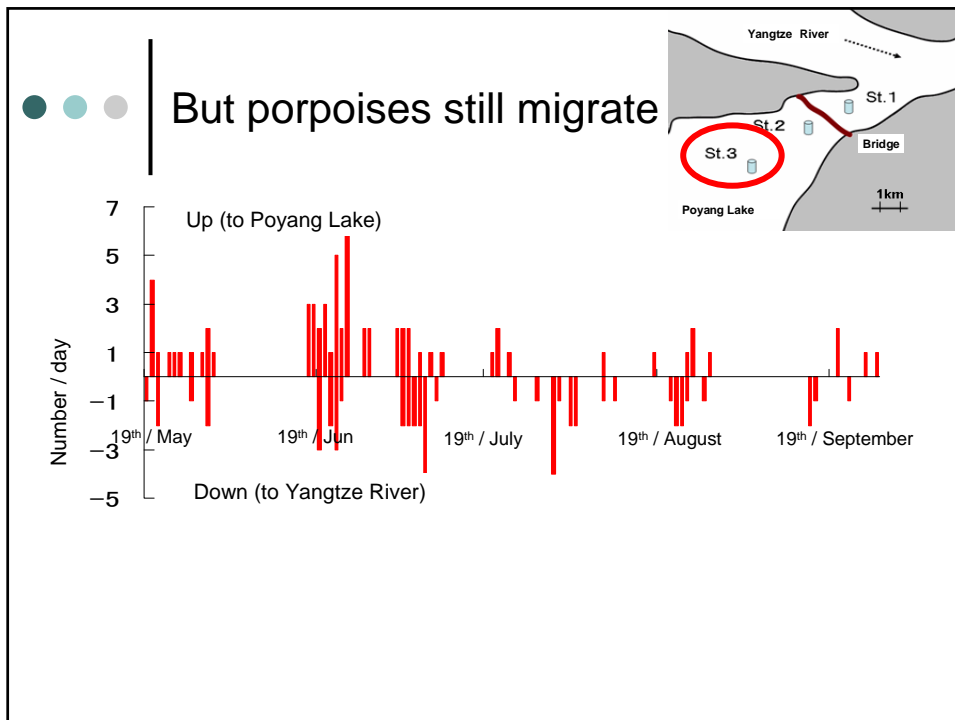 But porpoises still migrate
Yangtze River
St.1
St.2
Bridge
St.3
1km
Poyang Lake
7
Up (to Poyang Lake)
5
3
1
−1
19th / May
19th / Jun
19th / July
19th / August
19th / September
−3
Down (to Yangtze River)
−5
Number / day